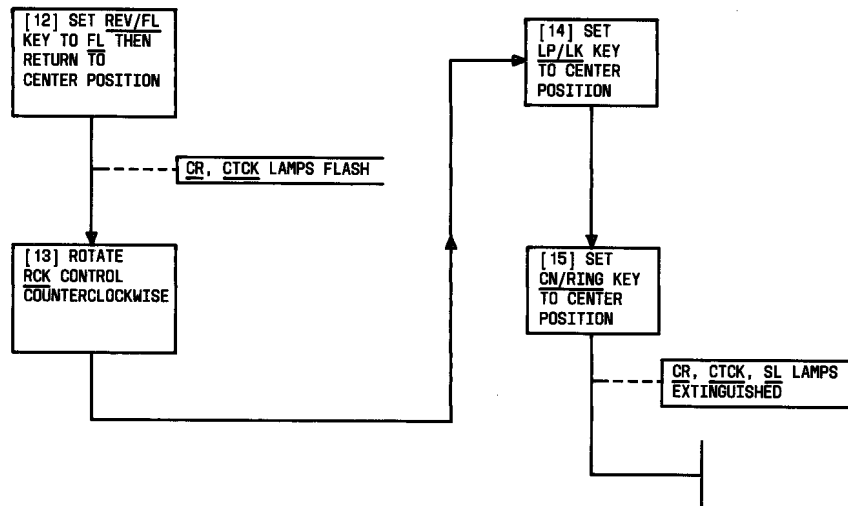 [12] SET REV/FL
KEY TO FL THEN
RETURN TO
CENTER POSITION
CR, CTCK LAMPS FLASH
[13] ROTATE
RCK CONTROL
COUNTERCLOCKWISE
[14] SET
LP/LK KEY
TO CENTER
POSITION
[15] SET
CN/RING KEY
TO CENTER
POSITION
CR, CTCK, SL LAMPS
EXTINGUISHED